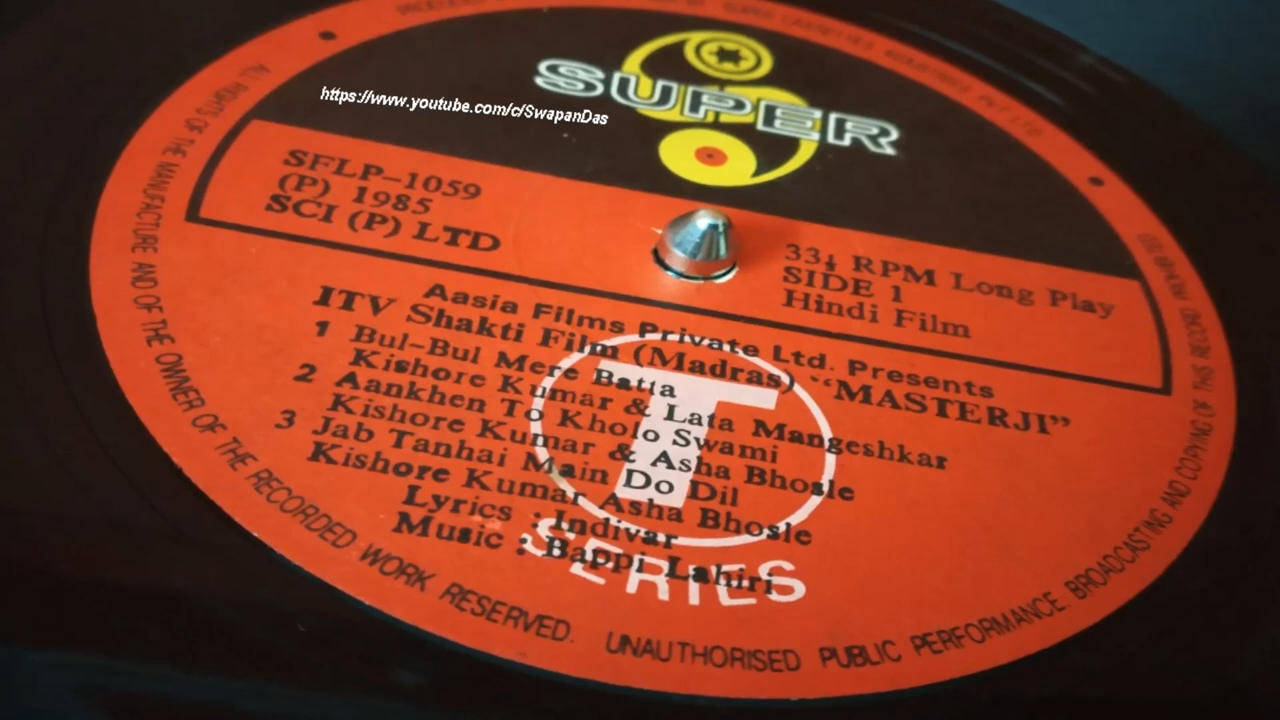 https://www.youtube.com/c/SwapanDas
SUPER
SFLP-1059
(P) 1985
SCI (P) LTD
33⅓ RPM Long Play
SIDE 1
Hindi Film
Aasia Films Private Ltd. Presents
ITV Shakti Film (Madras) "MASTERJI"
1 Bul-Bul Mere Batta
Kishore Kumar & Lata Mangeshkar
2 Aankhen To Kholo Swami
Kishore Kumar & Asha Bhosle
3 Jab Tanhai Main Do Dil
Kishore Kumar Asha Bhosle
Lyrics : Indivar
Music : Bappi Lahiri
T
SERIES
ALL RIGHTS OF THE MANUFACTURE AND OF THE OWNER OF THE RECORDED WORK RESERVED. UNAUTHORISED PUBLIC PERFORMANCE. BROADCASTING AND COPYING OF THIS RECORD PROHIBITED